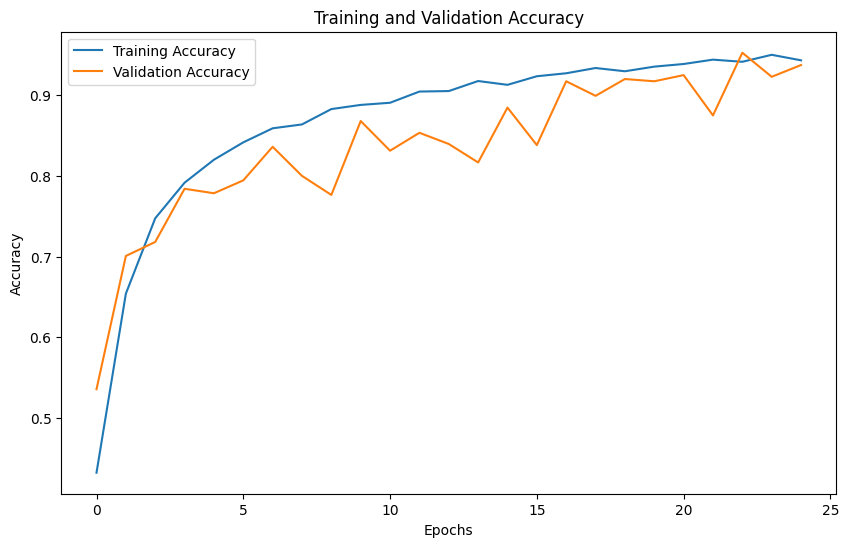 Training and Validation Accuracy
Training Accuracy
Validation Accuracy
Accuracy
0.9
0.8
0.7
0.6
0.5
0 5 10 15 20 25
Epochs